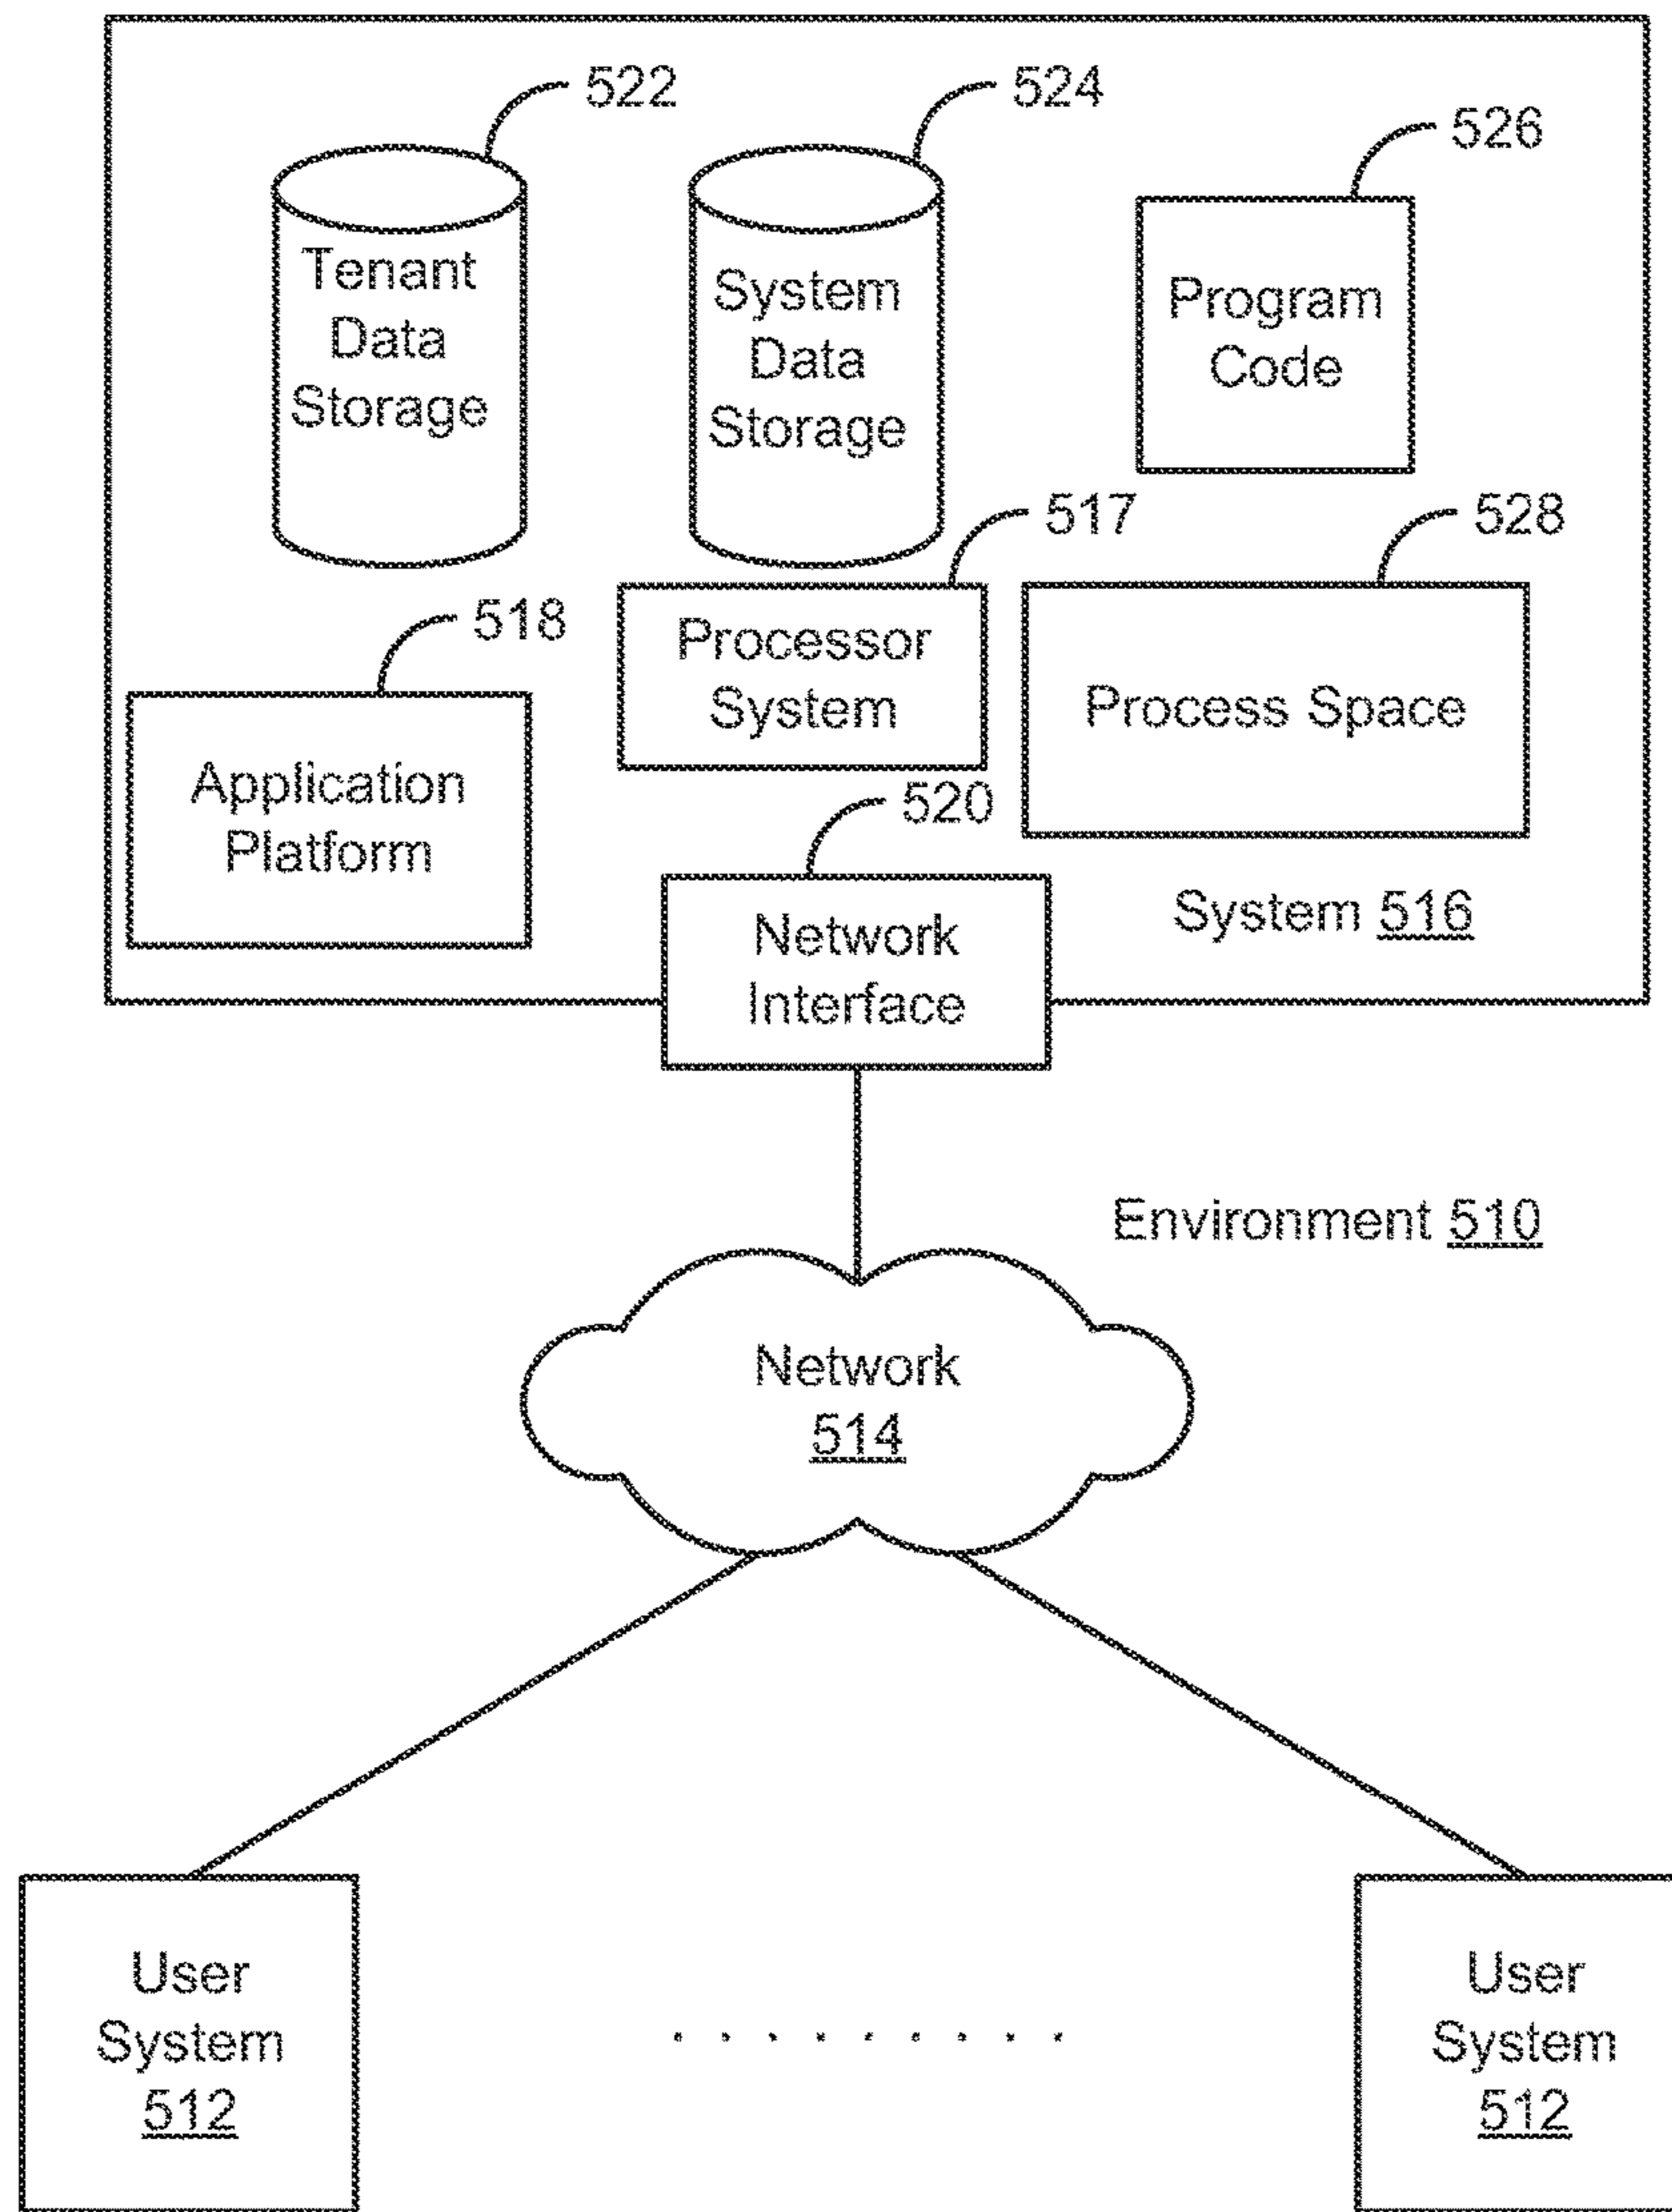 522
524
526
Tenant
Data
Storage
System
Data
Storage
Program
Code
517
528
518
Processor
System
Process Space
Application
Platform
520
Network
Interface
System 516
Environment 510
Network
514
User
System
512
User
System
512